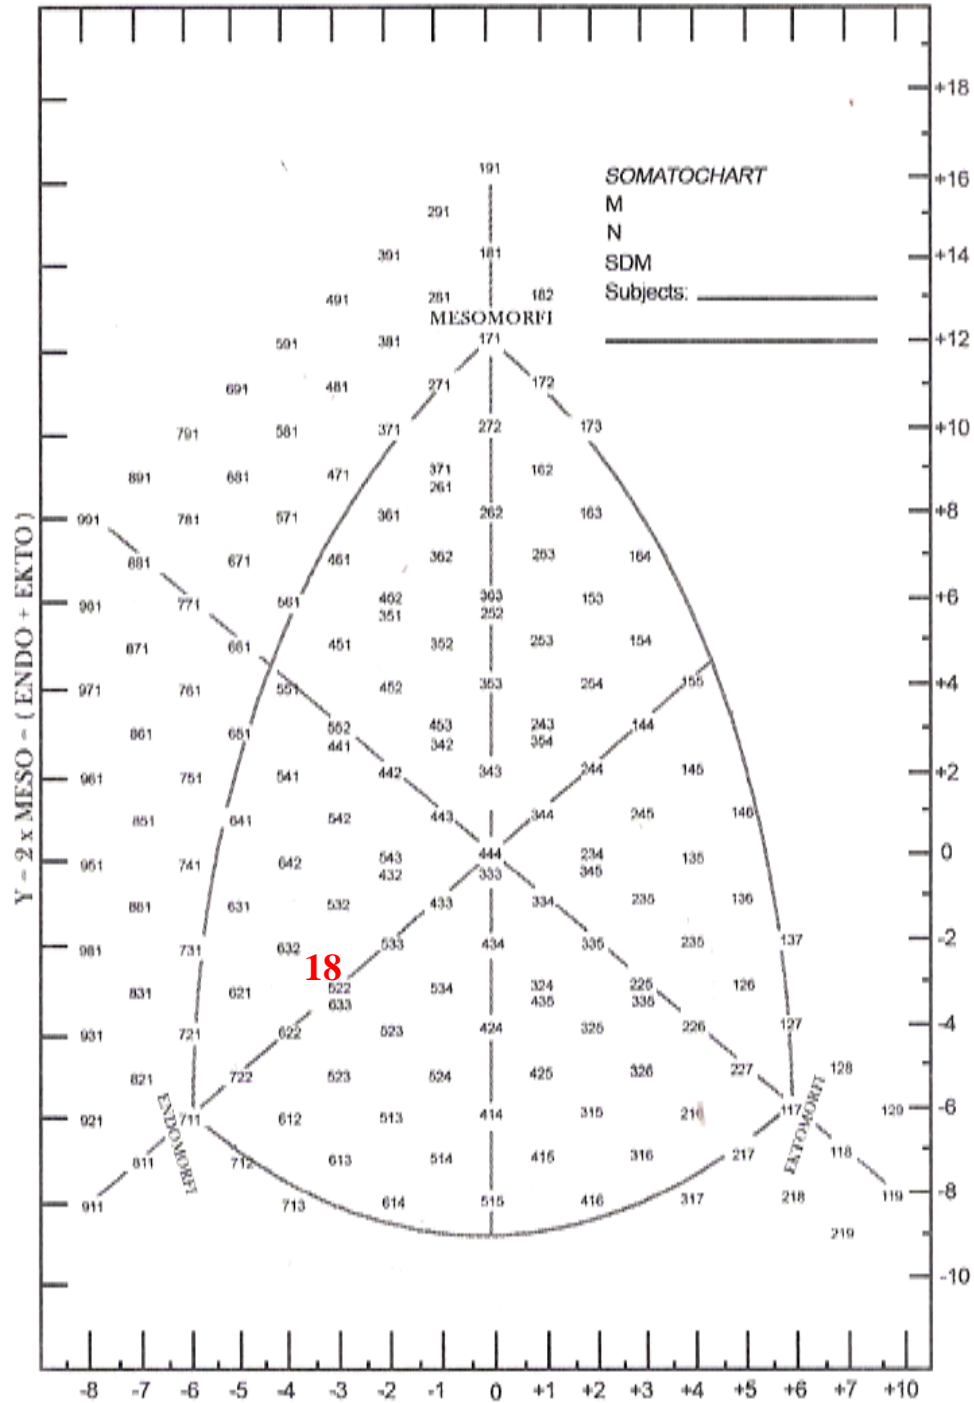 +18
191
SOMATOCHART
+16
M
291
N
391 181 +14
SDM
491 281 182 Subjects:
MESOMORFI
591 381 171 +12
691 481 271 172
791 581 371 272 173 +10
891 681 471 371 162
261
991 781 571 361 262 163 +8
881 671 461 362 263 164
981 771 561 462 363 153 +6
351 252
871 661 451 352 253 154
971 761 551 452 353 254 155 +4
861 651 552 453 243 144
441 342 354
961 751 541 442 343 244 145 +2
851 641 542 443 344 245 146
951 741 642 543 444 234 135 0
432 333 345
881 631 532 433 334 235 136
981 731 632 533 434 335 235 137 -2
18
831 621 522 534 324 225 126
633 435 335
931 721 622 523 424 325 226 127 -4
821 722 523 524 425 326 227 128
921 711 612 513 414 315 216 117 129 -6
ENDOMORFI
EKTOMORFI
811 712 613 514 415 316 217 118
911 713 614 515 416 317 218 119 -8
219
-10
-8 -7 -6 -5 -4 -3 -2 -1 0 +1 +2 +3 +4 +5 +6 +7 +10
Y = 2 x MESO - ( ENDO + EKTO )